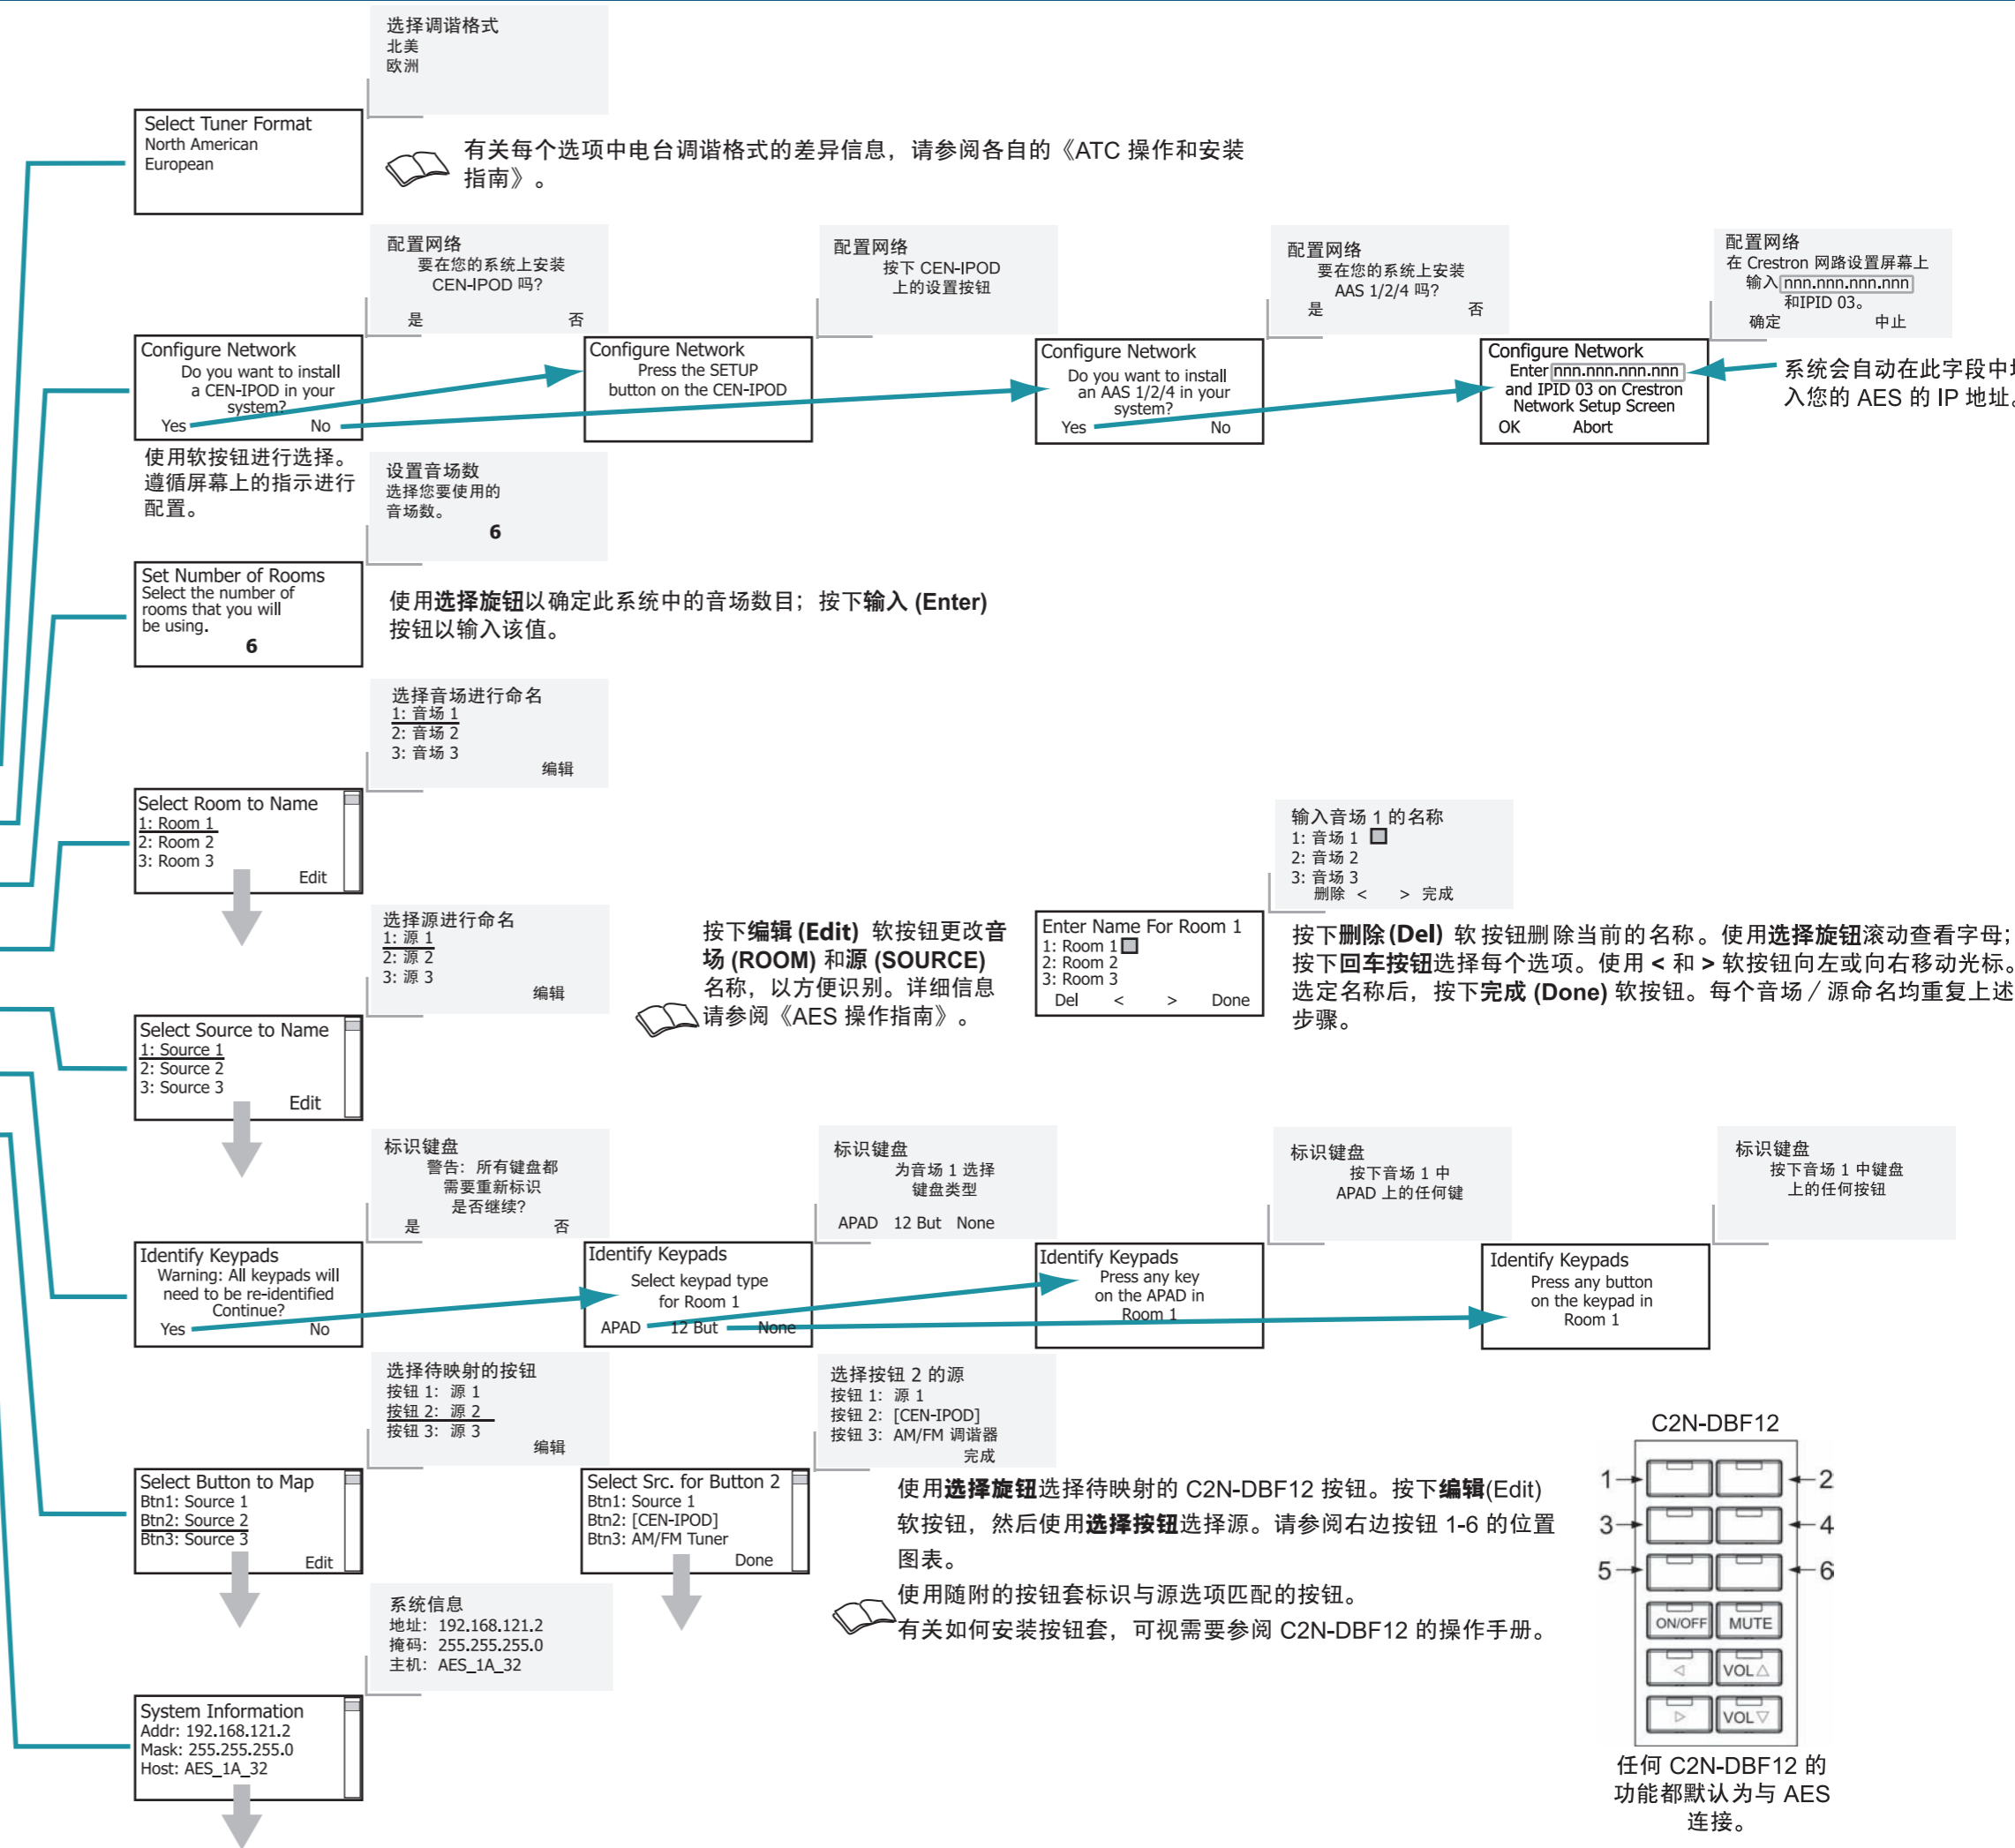 选择调谐格式
北美
欧洲
Select Tuner Format
North American
European
有关每个选项中电台调谐格式的差异信息，请参阅各自的《ATC 操作和安装
指南》。
配置网络
要在您的系统上安装
CEN-IPOD 吗?
是 否
配置网络
按下 CEN-IPOD
上的设置按钮
配置网络
要在您的系统上安装
AAS 1/2/4 吗?
是 否
配置网络
在 Crestron 网路设置屏幕上
输入 nnn.nnn.nnn.nnn
和IPID 03。
确定 中止
Configure Network
Do you want to install
a CEN-IPOD in your
system?
Yes No
Configure Network
Press the SETUP
button on the CEN-IPOD
Configure Network
Do you want to install
an AAS 1/2/4 in your
system?
Yes No
Configure Network
Enter nnn.nnn.nnn.nnn
and IPID 03 on Crestron
Network Setup Screen
OK Abort
系统会自动在此字段中
入您的 AES 的 IP 地址
使用软按钮进行选择。
遵循屏幕上的指示进行
配置。
设置音场数
选择您要使用的
音场数。
6
Set Number of Rooms
Select the number of
rooms that you will
be using.
6
使用选择旋钮以确定此系统中的音场数目；按下输入 (Enter)
按钮以输入该值。
选择音场进行命名
1: 音场 1
2: 音场 2
3: 音场 3
编辑
Select Room to Name
1: Room 1
2: Room 2
3: Room 3
Edit
选择源进行命名
1: 源 1
2: 源 2
3: 源 3
编辑
Select Source to Name
1: Source 1
2: Source 2
3: Source 3
Edit
按下编辑 (Edit) 软按钮更改音
场 (ROOM) 和源 (SOURCE)
名称，以方便识别。详细信息
请参阅《AES 操作指南》。
输入音场 1 的名称
1: 音场 1
2: 音场 2
3: 音场 3
删除 < > 完成
Enter Name For Room 1
1: Room 1
2: Room 2
3: Room 3
Del < > Done
按下删除 (Del) 软按钮删除当前的名称。使用选择旋钮滚动查看字母；
按下回车按钮选择每个选项。使用 < 和 > 软按钮向左或向右移动光标。
选定名称后，按下完成 (Done) 软按钮。每个音场／源命名均重复上述
步骤。
标识键盘
警告：所有键盘都
需要重新标识
是否继续?
是 否
标识键盘
为音场 1 选择
键盘类型
APAD 12 But None
标识键盘
按下音场 1 中
APAD 上的任何键
标识键盘
按下音场 1 中键盘
上的任何按钮
Identify Keypads
Warning: All keypads will
need to be re-identified
Continue?
Yes No
Identify Keypads
Select keypad type
for Room 1
APAD 12 But None
Identify Keypads
Press any key
on the APAD in
Room 1
Identify Keypads
Press any button
on the keypad in
Room 1
选择待映射的按钮
按钮 1：源 1
按钮 2：源 2
按钮 3：源 3
编辑
选择按钮 2 的源
按钮 1：源 1
按钮 2：[CEN-IPOD]
按钮 3：AM/FM 调谐器
完成
Select Button to Map
Btn1: Source 1
Btn2: Source 2
Btn3: Source 3
Edit
Select Src. for Button 2
Btn1: Source 1
Btn2: [CEN-IPOD]
Btn3: AM/FM Tuner
Done
使用选择旋钮选择待映射的 C2N-DBF12 按钮。按下编辑(Edit)
软按钮，然后使用选择按钮选择源。请参阅右边按钮 1-6 的位置
图表。
使用随附的按钮套标识与源选项匹配的按钮。
有关如何安装按钮套，可视需要参阅 C2N-DBF12 的操作手册。
C2N-DBF12
1 2
3 4
5 6
ON/OFF MUTE
◁ VOL△
▷ VOL▽
任何 C2N-DBF12 的
功能都默认为与 AES
连接。
系统信息
地址：192.168.121.2
掩码：255.255.255.0
主机：AES_1A_32
System Information
Addr: 192.168.121.2
Mask: 255.255.255.0
Host: AES_1A_32